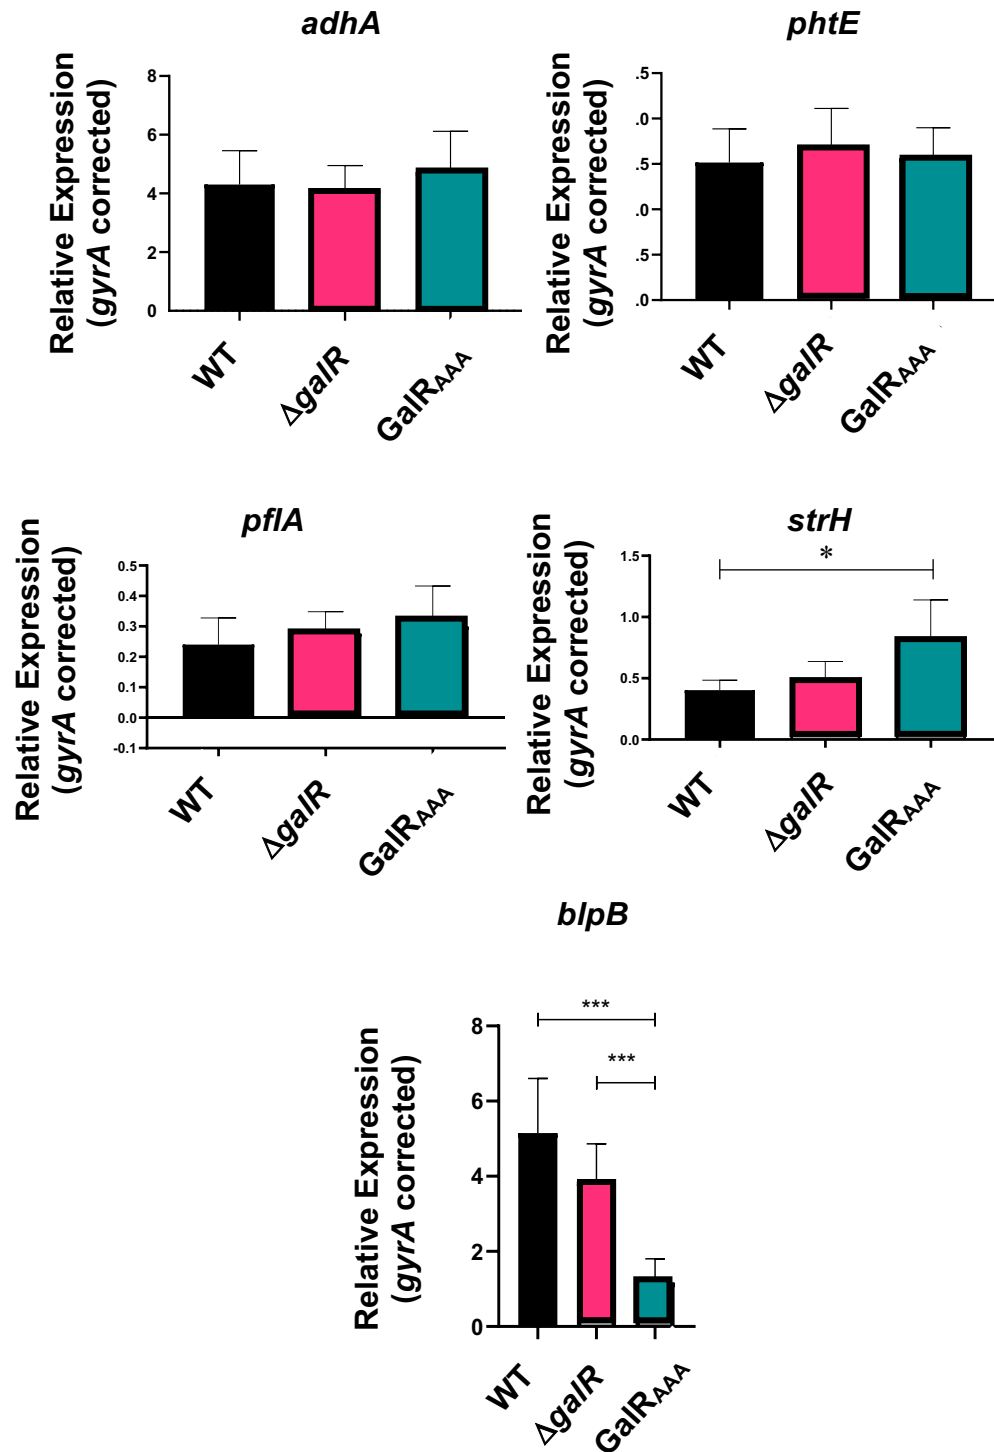 adhA
Relative Expression
(gyrA corrected)
8
6
4
2
0
WT
ΔgalR
GalRAAA
phtE
Relative Expression
(gyrA corrected)
.5
.0
.5
.0
.5
.0
WT
ΔgalR
GalRAAA
pflA
Relative Expression
(gyrA corrected)
0.5
0.4
0.3
0.2
0.1
0.0
-0.1
WT
ΔgalR
GalRAAA
strH
Relative Expression
(gyrA corrected)
1.5
1.0
0.5
0.0
*
WT
ΔgalR
GalRAAA
blpB
Relative Expression
(gyrA corrected)
8
6
4
2
0
***
***
WT
ΔgalR
GalRAAA